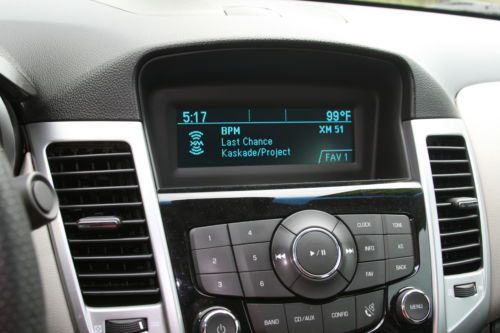 5:17 99°F
BPM XM 51
XM
Last Chance
Kaskade/Project
FAV 1
CLOCK TONE
1 2
INFO AS
3 4
FAV BACK
5 6
BAND CD/AUX CONFIG MENU